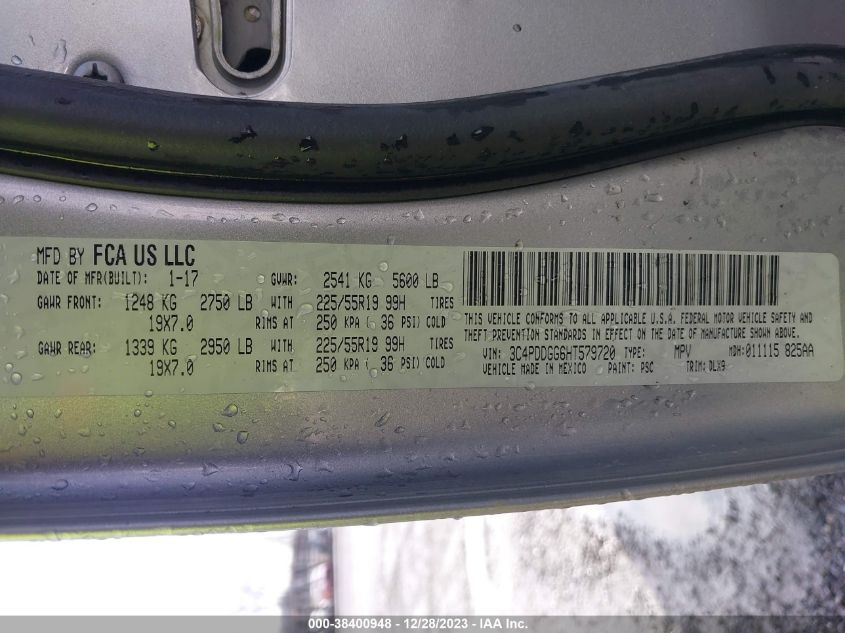 MFD BY FCA US LLC
DATE OF MFR(BUILT): 1-17 GVWR: 2541 KG 5600 LB
GAWR FRONT: 1248 KG 2750 LB WITH 225/55R19 99H TIRES
19X7.0 RIMS AT 250 KPA ( 36 PSI) COLD
GAWR REAR: 1339 KG 2950 LB WITH 225/55R19 99H TIRES
19X7.0 RIMS AT 250 KPA ( 36 PSI) COLD
THIS VEHICLE CONFORMS TO ALL APPLICABLE U.S.A. FEDERAL MOTOR VEHICLE SAFETY AND
THEFT PREVENTION STANDARDS IN EFFECT ON THE DATE OF MANUFACTURE SHOWN ABOVE.
VIN: 3C4PDDGG6HT579720 TYPE: MPV MDH: 011115 825AA
VEHICLE MADE IN MEXICO PAINT: PSC TRIM: DLX9
000-38400948 - 12/28/2023 - IAA Inc.